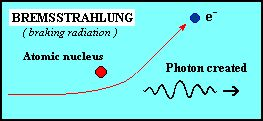 BREMSSTRAHLUNG
( braking radiation )
e⁻
Atomic nucleus
Photon created